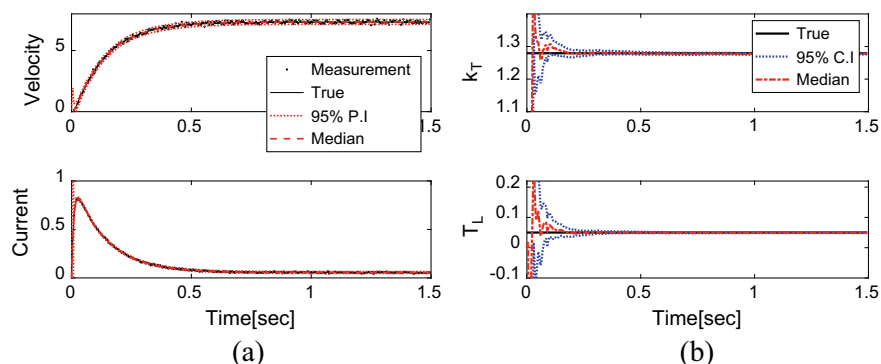 Velocity
5
0
0
0.5
1
1.5
Measurement
True
95% P.I
Median
Current
1
0.5
0
0
0.5
1
1.5
Time[sec]
(a)
k_T
1.3
1.2
1.1
0
0.5
1
1.5
True
95% C.I
Median
T_L
0.2
0
-0.1
0
0.5
1
1.5
Time[sec]
(b)